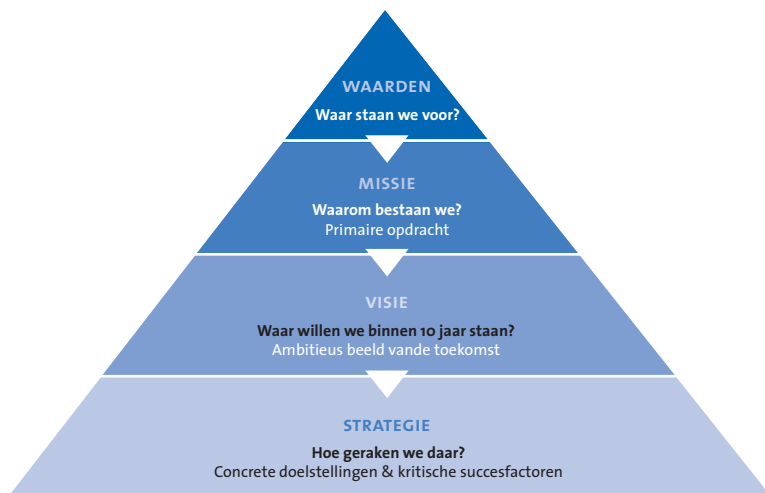 WAARDEN
Waar staan we voor?
MISSIE
Waarom bestaan we?
Primaire opdracht
VISIE
Waar willen we binnen 10 jaar staan?
Ambitieus beeld vande toekomst
STRATEGIE
Hoe geraken we daar?
Concrete doelstellingen & kritische succesfactoren